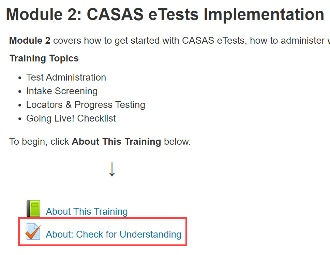 Module 2: CASAS eTests Implementation
Module 2 covers how to get started with CASAS eTests, how to administer
Training Topics
• Test Administration
• Intake Screening
• Locators & Progress Testing
• Going Live! Checklist
To begin, click About This Training below.
↓
About This Training
About: Check for Understanding